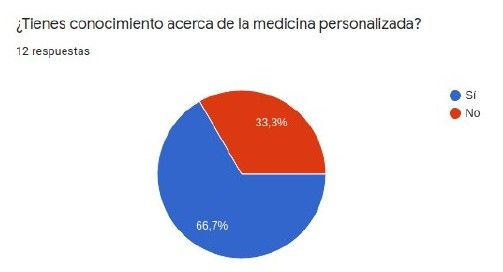 ¿Tienes conocimiento acerca de la medicina personalizada?
12 respuestas
Sí
No
33,3%
66,7%